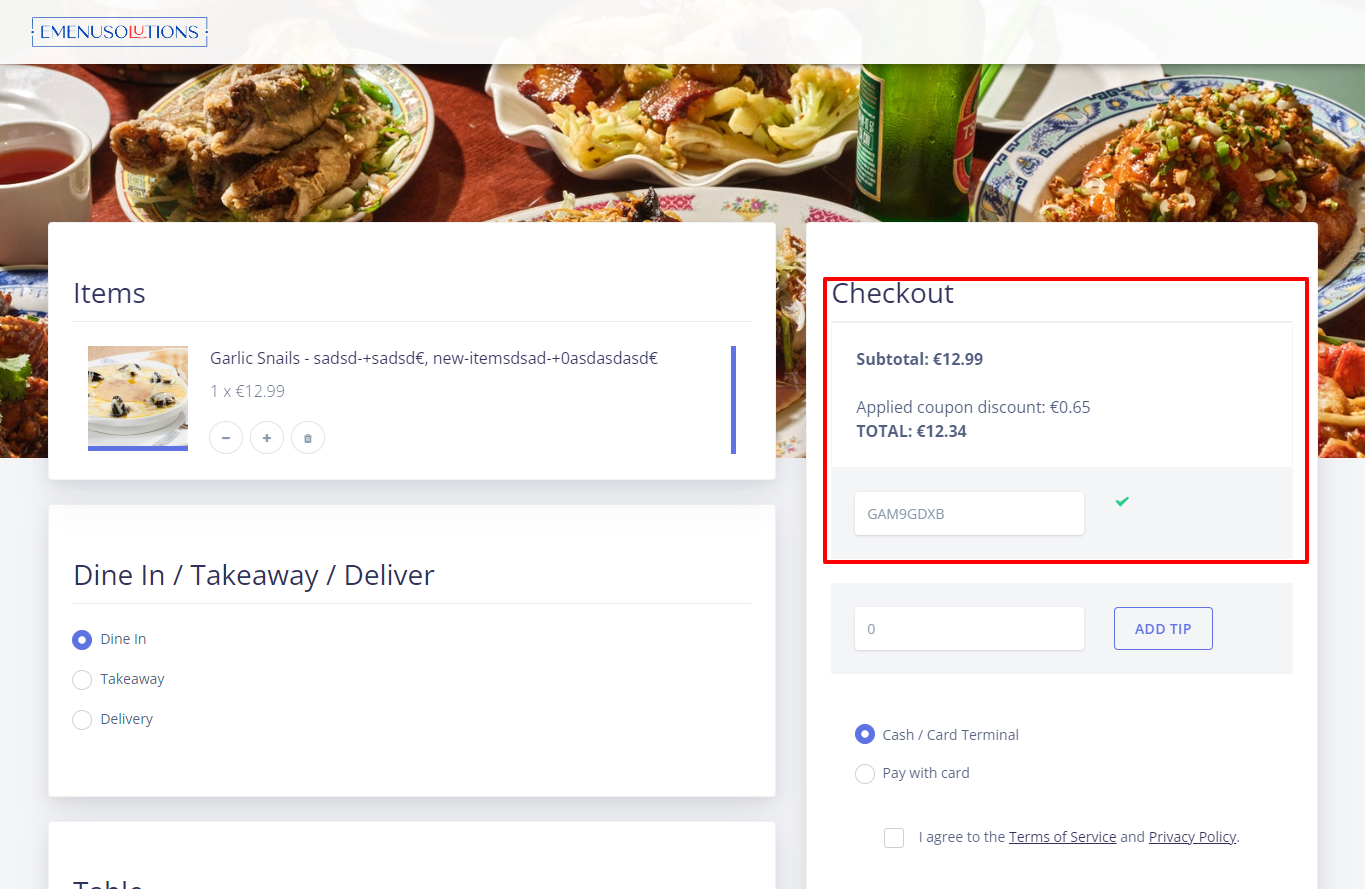 EMENUSOLUTIONS
Items
Garlic Snails - sadsd-+sadsd€, new-itemsdsad-+0asdasdasd€
1 x €12.99
Dine In / Takeaway / Deliver
Dine In
Takeaway
Delivery
Table
Checkout
Subtotal: €12.99
Applied coupon discount: €0.65
TOTAL: €12.34
GAM9GDXB
0
ADD TIP
Cash / Card Terminal
Pay with card
I agree to the Terms of Service and Privacy Policy.